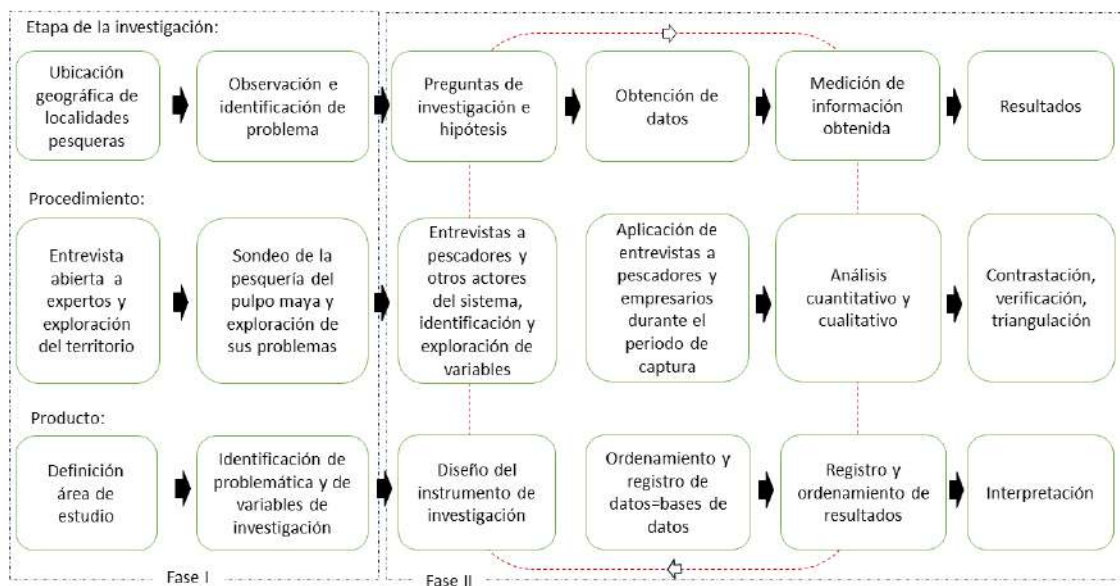 Etapa de la investigación:
Ubicación
geográfica de
localidades
pesqueras
Observación e
identificación de
problema
Preguntas de
investigación e
hipótesis
Obtención de
datos
Medición de
información
obtenida
Resultados
Procedimiento:
Entrevista
abierta a
expertos y
exploración
del territorio
Sondeo de la
pesquería del
pulpo maya y
exploración de
sus problemas
Entrevistas a
pescadores y
otros actores
del sistema,
identificación y
exploración de
variables
Aplicación de
entrevistas a
pescadores y
empresarios
durante el
periodo de
captura
Análisis
cuantitativo y
cualitativo
Contrastación,
verificación,
triangulación
Producto:
Definición
área de
estudio
Identificación de
problemática y de
variables de
investigación
Diseño del
instrumento de
investigación
Ordenamiento y
registro de
datos=bases de
datos
Registro y
ordenamiento de
resultados
Interpretación
Fase I
Fase II